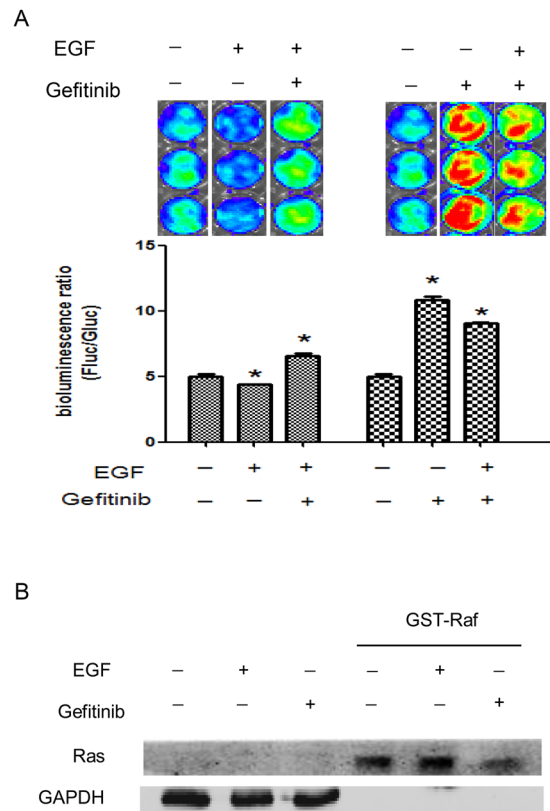 A
EGF − + + − − +
Gefitinib − − + − + +
15
10
5
0
bioluminescence ratio
(Fluc/Gluc)
* * * *
EGF − + + − − +
Gefitinib − − + − + +
B
GST-Raf
EGF − + − − + −
Gefitinib − − + − − +
Ras
GAPDH